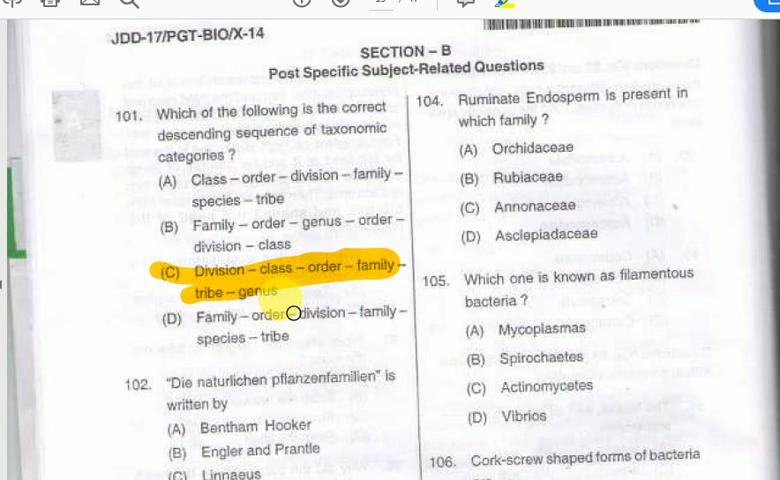 JDD-17/PGT-BIO/X-14
SECTION – B
Post Specific Subject-Related Questions
101. Which of the following is the correct
descending sequence of taxonomic
categories ?
(A) Class – order – division – family –
species – tribe
(B) Family – order – genus – order –
division – class
(C) Division – class – order – family –
tribe – genus
(D) Family – order – division – family –
species – tribe
102. "Die naturlichen pflanzenfamilien" is
written by
(A) Bentham Hooker
(B) Engler and Prantle
(C) Linnaeus
104. Ruminate Endosperm is present in
which family ?
(A) Orchidaceae
(B) Rubiaceae
(C) Annonaceae
(D) Asclepiadaceae
105. Which one is known as filamentous
bacteria ?
(A) Mycoplasmas
(B) Spirochaetes
(C) Actinomycetes
(D) Vibrios
106. Cork-screw shaped forms of bacteria